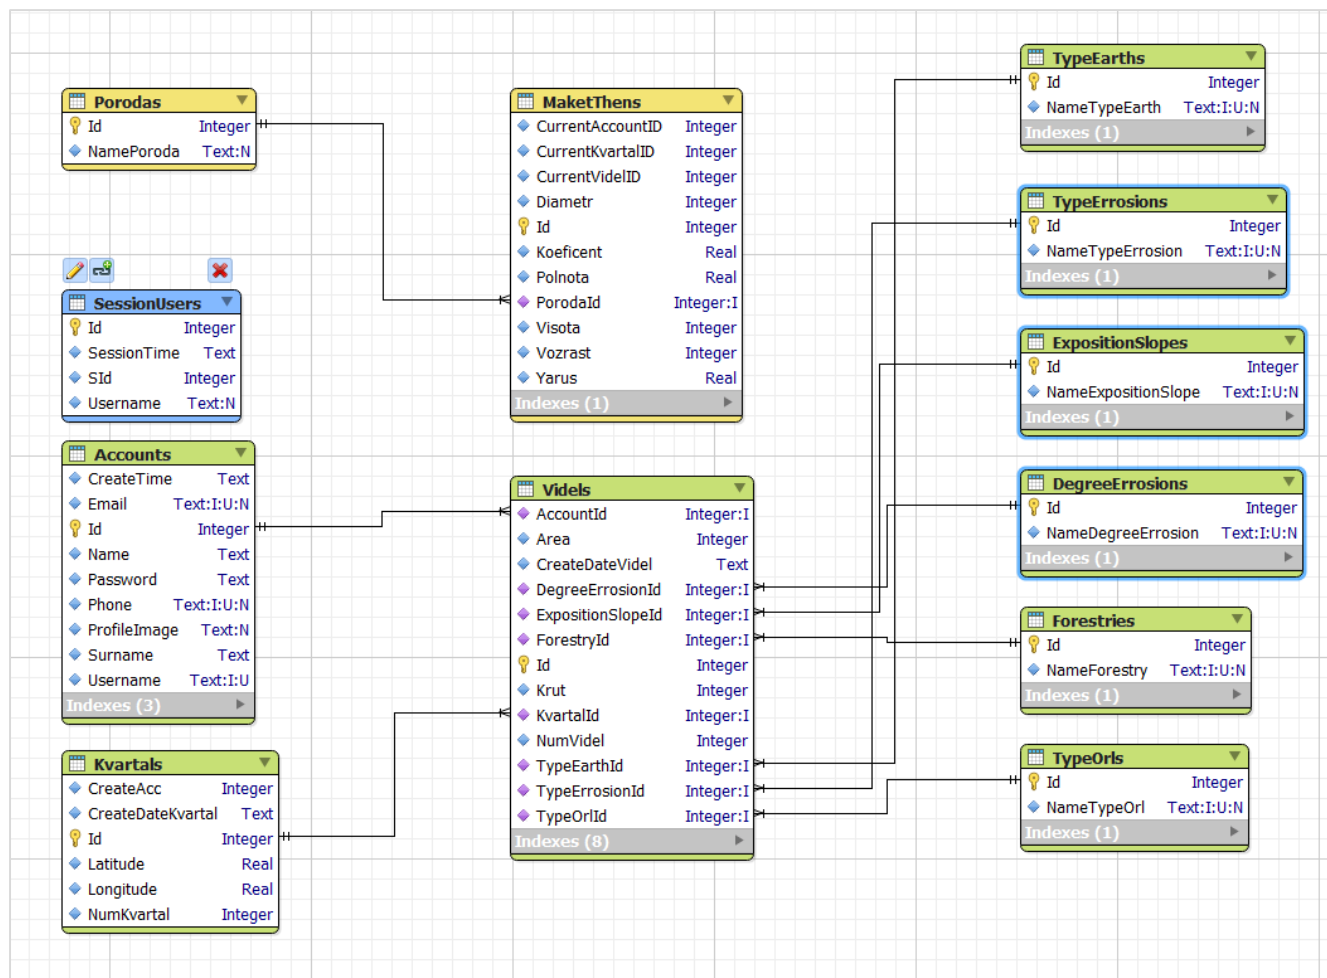 Porodas
Id Integer
NamePoroda Text:N
SessionUsers
Id Integer
SessionTime Text
SId Integer
Username Text:N
Accounts
CreateTime Text
Email Text:I:U:N
Id Integer
Name Text
Password Text
Phone Text:I:U:N
ProfileImage Text:N
Surname Text
Username Text:I:U
Indexes (3)
Kvartals
CreateAcc Integer
CreateDateKvartal Text
Id Integer
Latitude Real
Longitude Real
NumKvartal Integer
MaketThens
CurrentAccountID Integer
CurrentKvartalID Integer
CurrentVidelID Integer
Diametr Integer
Id Integer
Koeficent Real
Polnota Real
PorodaId Integer:I
Visota Integer
Vozrast Integer
Yarus Real
Indexes (1)
Videls
AccountId Integer:I
Area Integer
CreateDateVidel Text
DegreeErrosionId Integer:I
ExpositionSlopeId Integer:I
ForestryId Integer:I
Id Integer
Krut Integer
KvartalId Integer:I
NumVidel Integer
TypeEarthId Integer:I
TypeErrosionId Integer:I
TypeOrlId Integer:I
Indexes (8)
TypeEarths
Id Integer
NameTypeEarth Text:I:U:N
Indexes (1)
TypeErrosions
Id Integer
NameTypeErrosion Text:I:U:N
Indexes (1)
ExpositionSlopes
Id Integer
NameExpositionSlope Text:I:U:N
Indexes (1)
DegreeErrosions
Id Integer
NameDegreeErrosion Text:I:U:N
Indexes (1)
Forestries
Id Integer
NameForestry Text:I:U:N
Indexes (1)
TypeOrls
Id Integer
NameTypeOrl Text:I:U:N
Indexes (1)